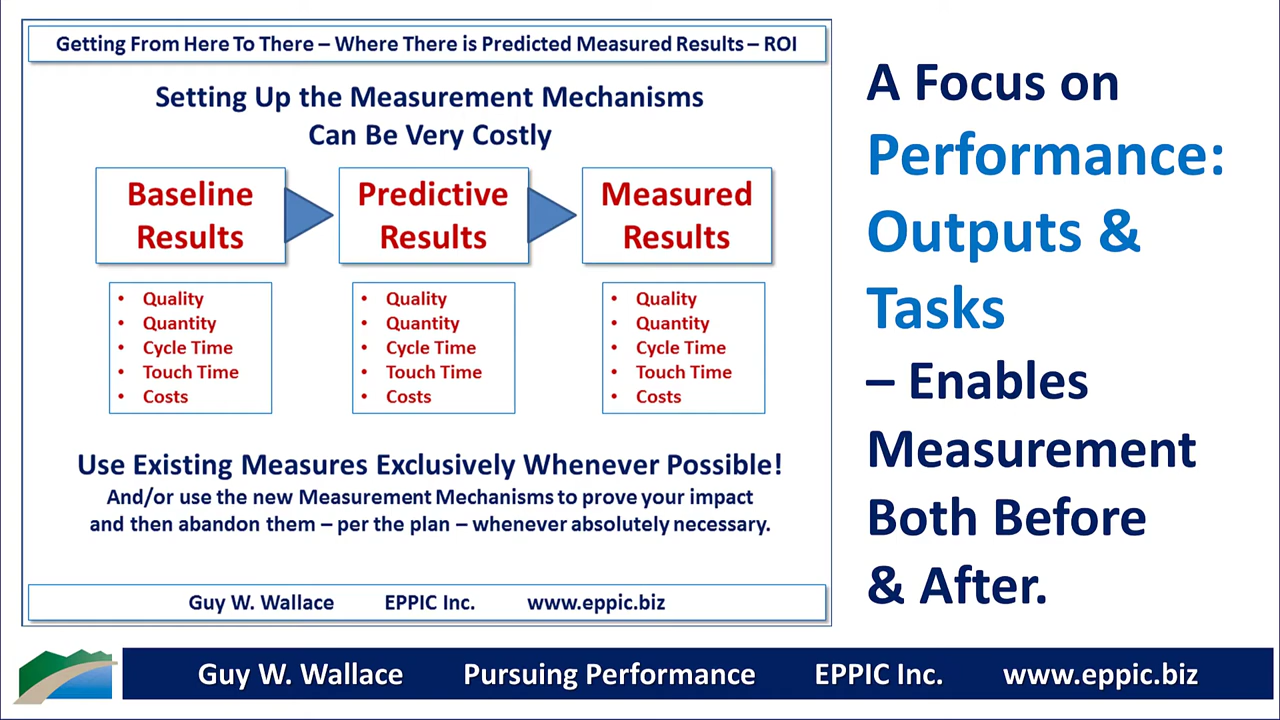 Getting From Here To There – Where There is Predicted Measured Results – ROI
Setting Up the Measurement Mechanisms
Can Be Very Costly
Baseline
Results
Predictive
Results
Measured
Results
• Quality
• Quantity
• Cycle Time
• Touch Time
• Costs
• Quality
• Quantity
• Cycle Time
• Touch Time
• Costs
• Quality
• Quantity
• Cycle Time
• Touch Time
• Costs
Use Existing Measures Exclusively Whenever Possible!
And/or use the new Measurement Mechanisms to prove your impact
and then abandon them – per the plan – whenever absolutely necessary.
Guy W. Wallace EPPIC Inc. www.eppic.biz
A Focus on
Performance:
Outputs &
Tasks
– Enables
Measurement
Both Before
& After.
Guy W. Wallace Pursuing Performance EPPIC Inc. www.eppic.biz